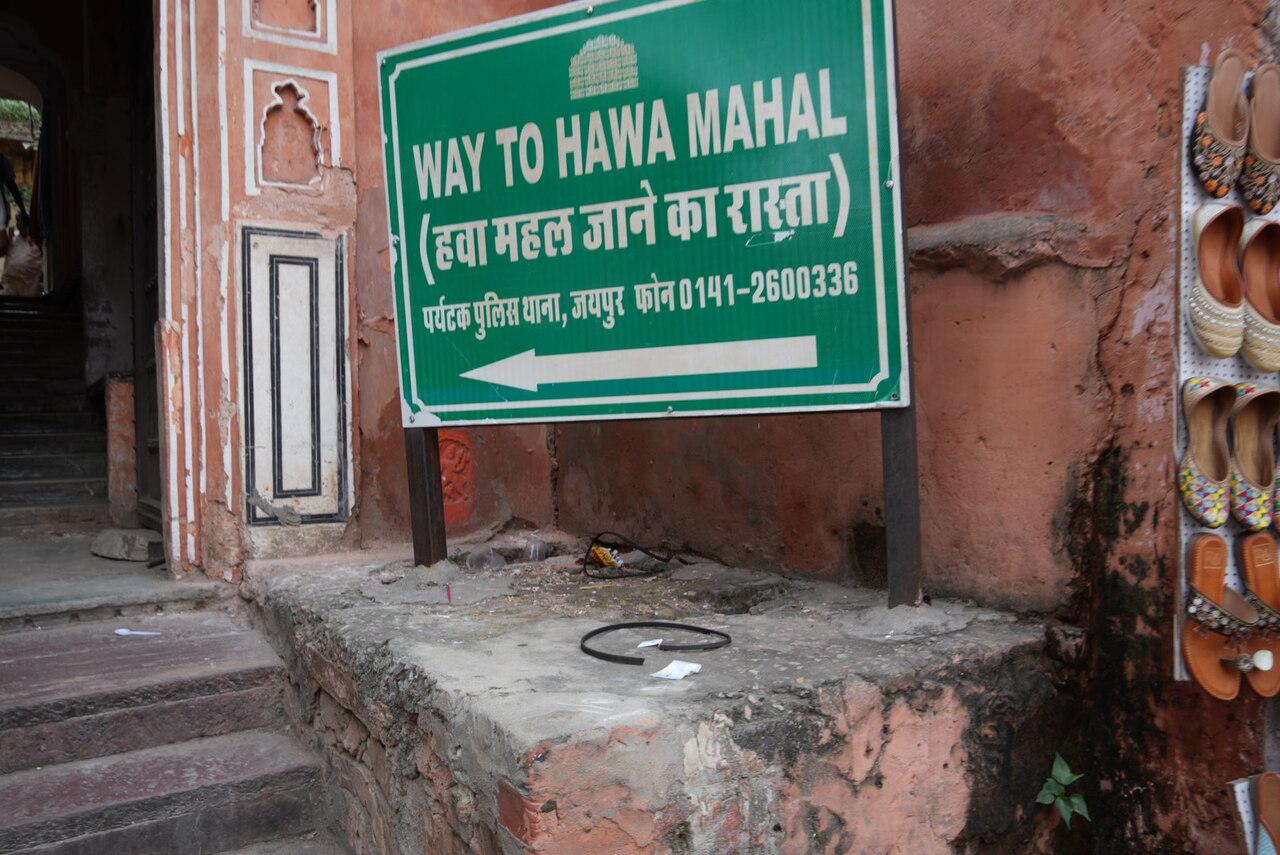 WAY TO HAWA MAHAL
(हवा महल जाने का रास्ता)
पर्यटक पुलिस थाना, जयपुर फोन 0141-2600336